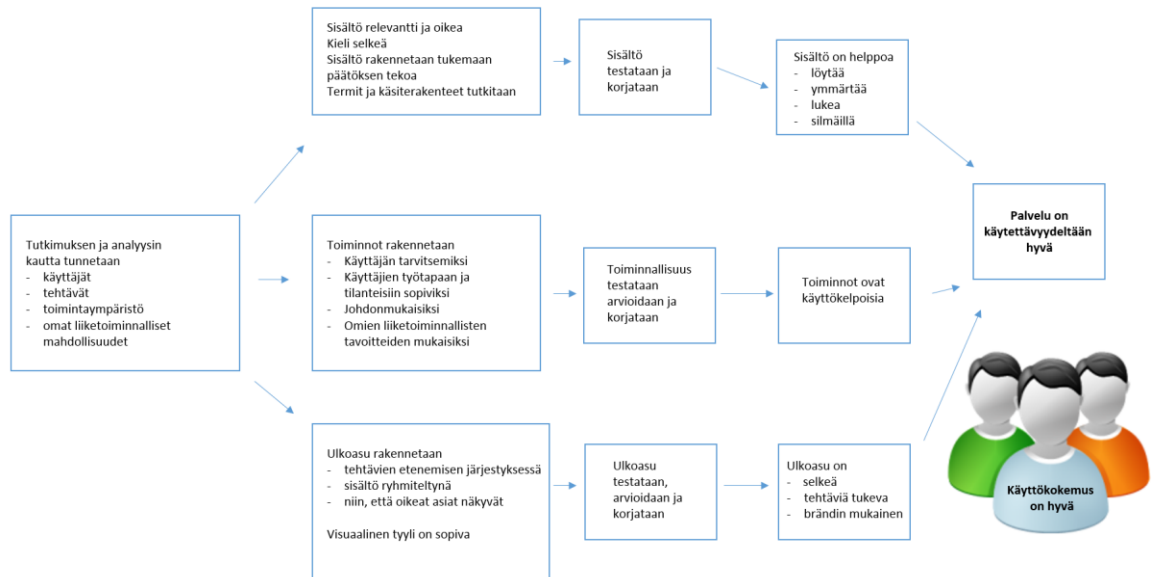 Sisältö relevantti ja oikea
Kieli selkeä
Sisältö rakennetaan tukemaan
päätöksen tekoa
Termit ja käsiterakenteet tutkitaan
Sisältö
testataan ja
korjataan
Sisältö on helppoa
- löytää
- ymmärtää
- lukea
- silmäillä
Tutkimuksen ja analyysin
kautta tunnetaan
- käyttäjät
- tehtävät
- toimintaympäristö
- omat liiketoiminnalliset
mahdollisuudet
Toiminnot rakennetaan
- Käyttäjän tarvitsemiksi
- Käyttäjien työtapaan ja
tilanteisiin sopiviksi
- Johdonmukaisiksi
- Omien liiketoiminnallisten
tavoitteiden mukaisiksi
Toiminnallisuus
testataan
arvioidaan ja
korjataan
Toiminnot ovat
käyttökelpoisia
Palvelu on
käytettävyydeltään
hyvä
Ulkoasu rakennetaan
- tehtävien etenemisen järjestyksessä
- sisältö ryhmiteltynä
- niin, että oikeat asiat näkyvät
Visuaalinen tyyli on sopiva
Ulkoasu
testataan,
arvioidaan ja
korjataan
Ulkoasu on
- selkeä
- tehtäviä tukeva
- brändin mukainen
Käyttökokemus
on hyvä